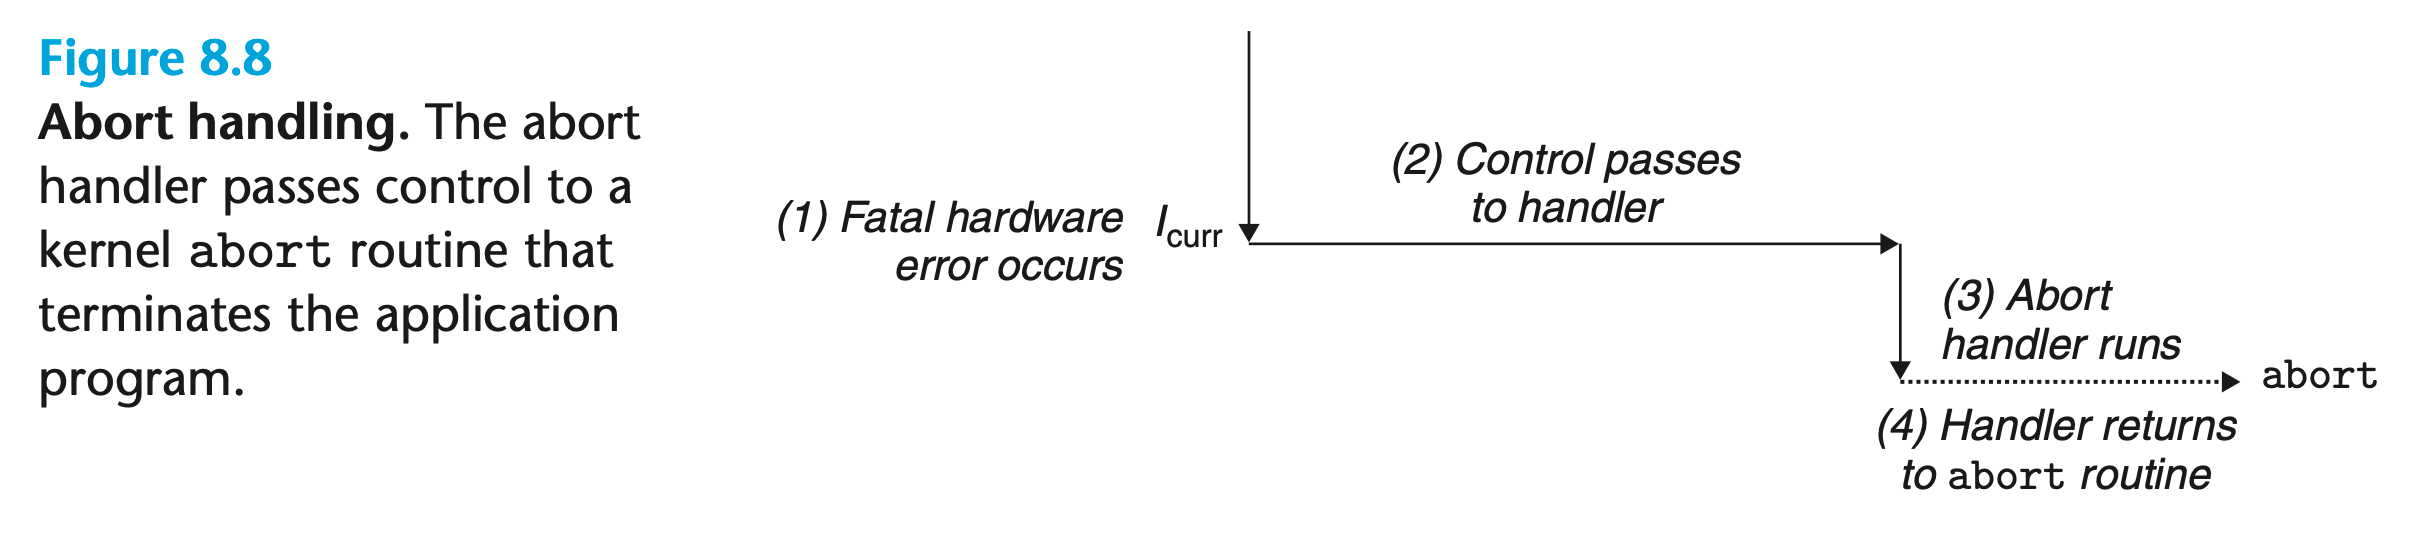 Figure 8.8
Abort handling. The abort
handler passes control to a
kernel abort routine that
terminates the application
program.
(1) Fatal hardware
error occurs
Icurr
(2) Control passes
to handler
(3) Abort
handler runs
abort
(4) Handler returns
to abort routine